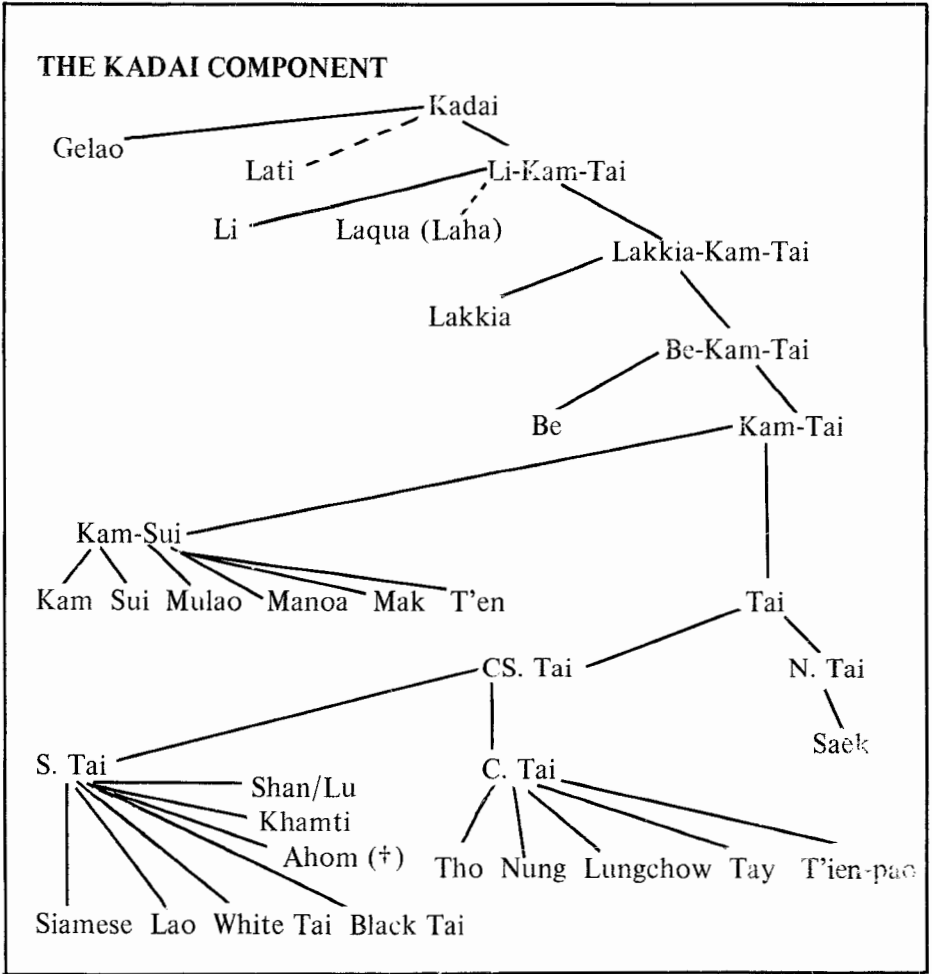 THE KADAI COMPONENT
Kadai
Gelao
Lati
Li-Kam-Tai
Li
Laqua (Laha)
Lakkia-Kam-Tai
Lakkia
Be-Kam-Tai
Be
Kam-Tai
Kam-Sui
Kam Sui Mulao Manoa Mak T'en
Tai
CS. Tai
N. Tai
Saek
S. Tai
C. Tai
Shan/Lu
Khamti
Ahom (†)
Tho Nung Lungchow Tay T'ien-pao
Siamese Lao White Tai Black Tai